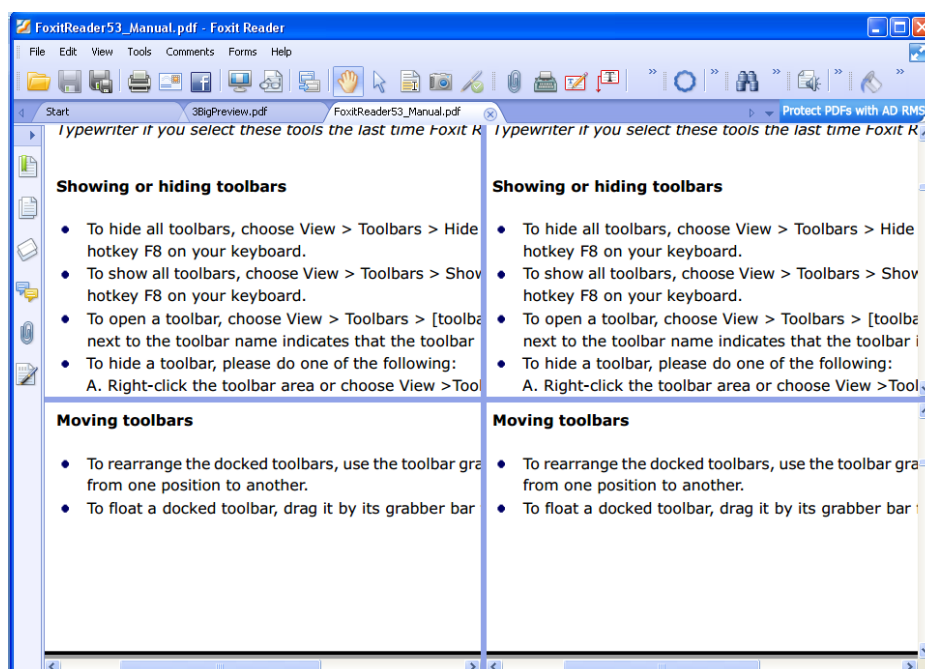 FoxitReader53_Manual.pdf - Foxit Reader
File Edit View Tools Comments Forms Help
Start 3BigPreview.pdf FoxitReader53_Manual.pdf Protect PDFs with AD RMS
Typewriter if you select these tools the last time Foxit R
Showing or hiding toolbars
To hide all toolbars, choose View > Toolbars > Hide
hotkey F8 on your keyboard.
To show all toolbars, choose View > Toolbars > Show
hotkey F8 on your keyboard.
To open a toolbar, choose View > Toolbars > [toolba
next to the toolbar name indicates that the toolbar
To hide a toolbar, please do one of the following:
A. Right-click the toolbar area or choose View >Tool
Typewriter if you select these tools the last time Foxit R
Showing or hiding toolbars
To hide all toolbars, choose View > Toolbars > Hide
hotkey F8 on your keyboard.
To show all toolbars, choose View > Toolbars > Show
hotkey F8 on your keyboard.
To open a toolbar, choose View > Toolbars > [toolba
next to the toolbar name indicates that the toolbar i
To hide a toolbar, please do one of the following:
A. Right-click the toolbar area or choose View >Tool
Moving toolbars
To rearrange the docked toolbars, use the toolbar gra
from one position to another.
To float a docked toolbar, drag it by its grabber bar
Moving toolbars
To rearrange the docked toolbars, use the toolbar gra
from one position to another.
To float a docked toolbar, drag it by its grabber bar